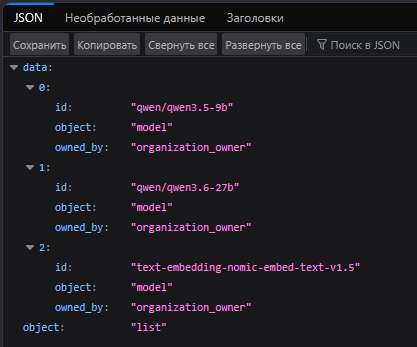 JSON Необработанные данные Заголовки
Сохранить Копировать Свернуть все Развернуть все Поиск в JSON
data:
0:
id: "qwen/qwen3.5-9b"
object: "model"
owned_by: "organization_owner"
1:
id: "qwen/qwen3.6-27b"
object: "model"
owned_by: "organization_owner"
2:
id: "text-embedding-nomic-embed-text-v1.5"
object: "model"
owned_by: "organization_owner"
object: "list"